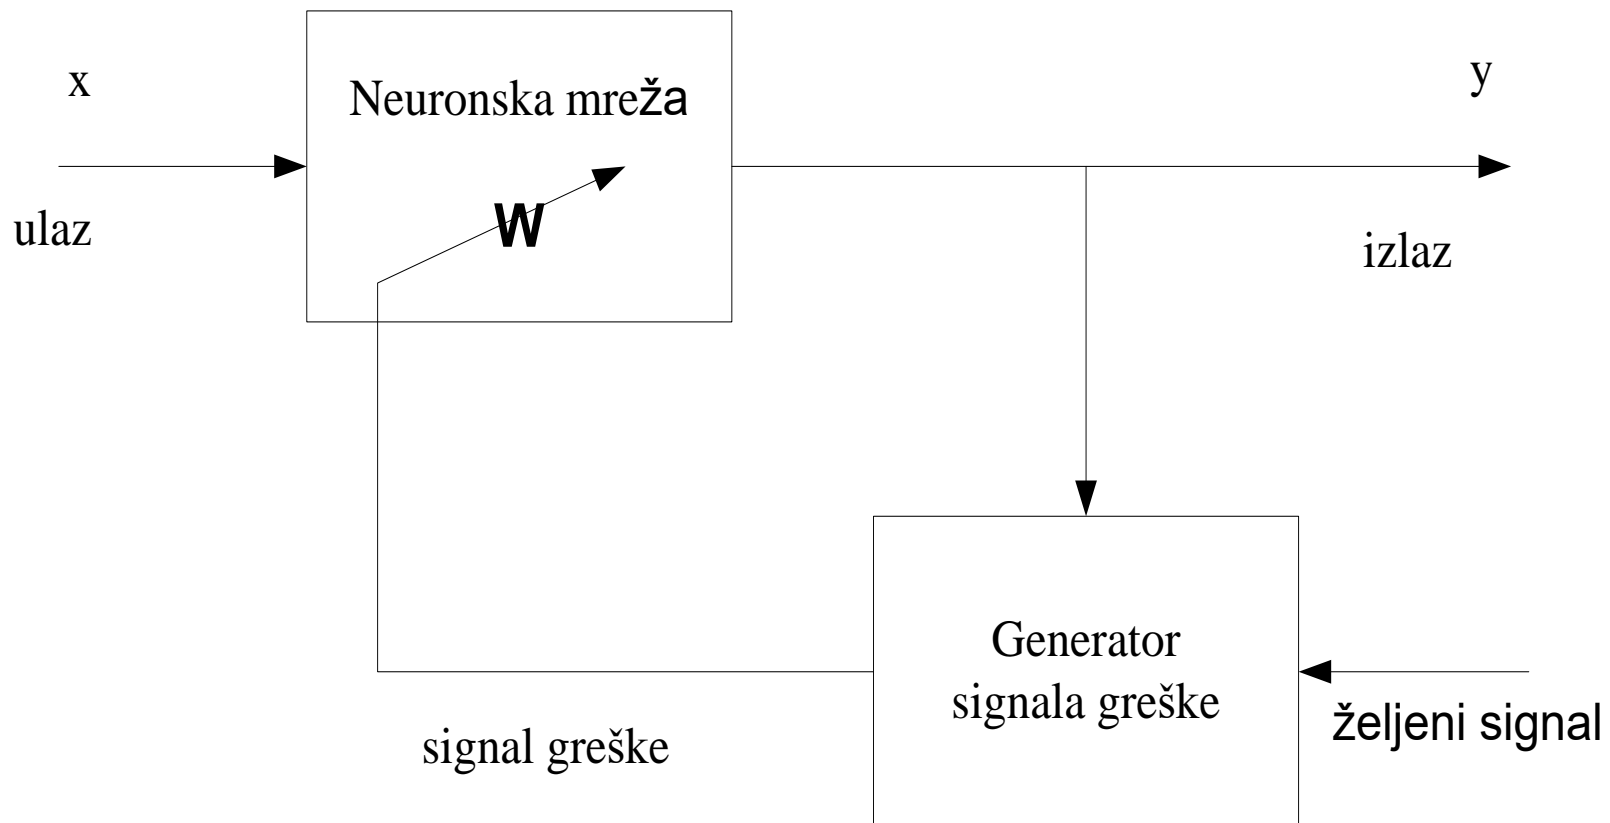 x
Neuronska mreža
y
W
ulaz
izlaz
Generator
signala greške
željeni signal
signal greške